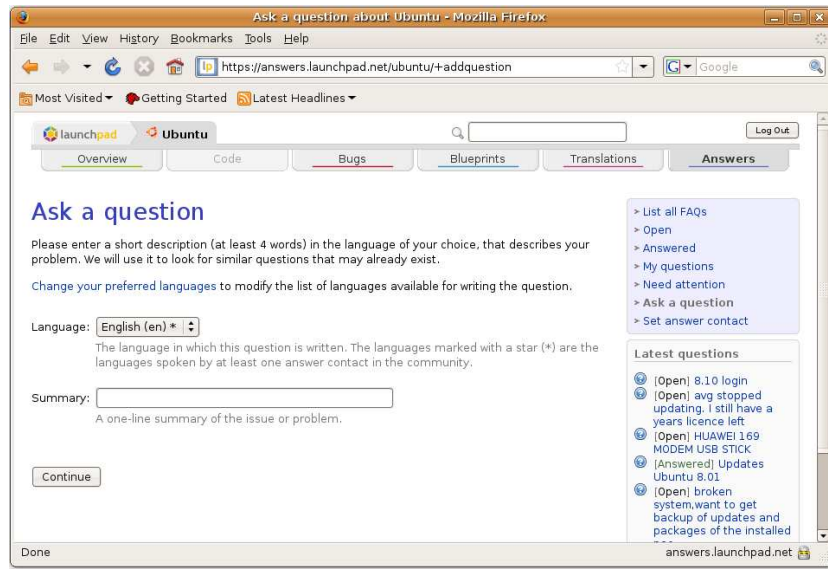 Ask a question about Ubuntu - Mozilla Firefox
File Edit View History Bookmarks Tools Help
lp https://answers.launchpad.net/ubuntu/+addquestion G Google
Most Visited Getting Started Latest Headlines
launchpad Ubuntu Log Out
Overview Code Bugs Blueprints Translations Answers
Ask a question
Please enter a short description (at least 4 words) in the language of your choice, that describes your
problem. We will use it to look for similar questions that may already exist.
Change your preferred languages to modify the list of languages available for writing the question.
Language: English (en) *
The language in which this question is written. The languages marked with a star (*) are the
languages spoken by at least one answer contact in the community.
Summary:
A one-line summary of the issue or problem.
Continue
List all FAQs
Open
Answered
My questions
Need attention
Ask a question
Set answer contact
Latest questions
[Open] 8.10 login
[Open] avg stopped
updating. I still have a
years licence left
[Open] HUAWEI 169
MODEM USB STICK
[Answered] Updates
Ubuntu 8.01
[Open] broken
system,want to get
backup of updates and
packages of the installed
Done answers.launchpad.net